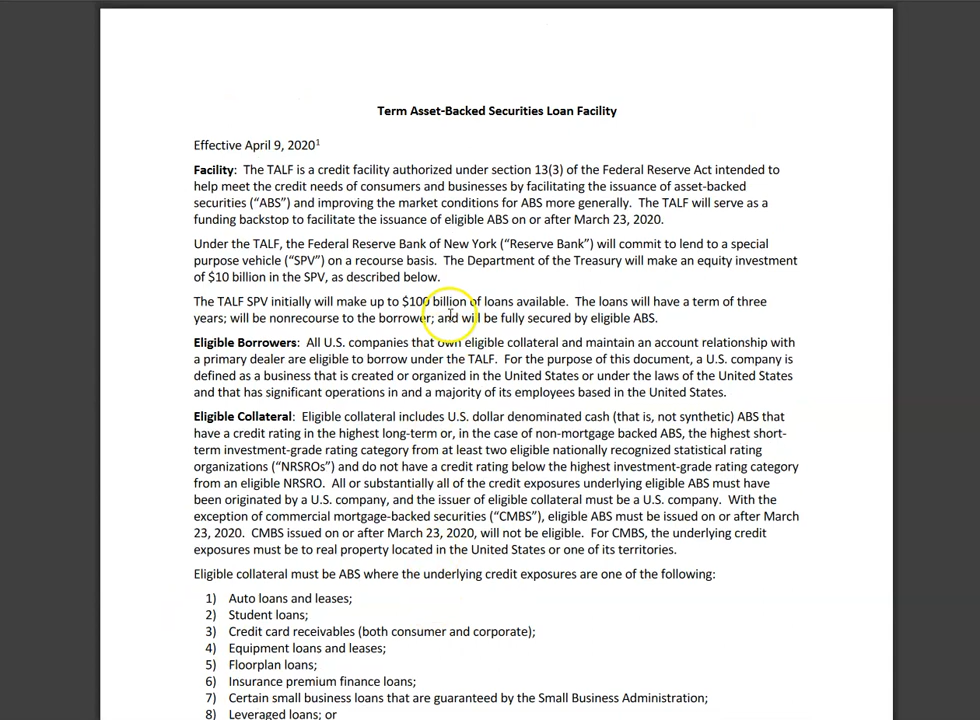 Term Asset-Backed Securities Loan Facility
Effective April 9, 2020¹
Facility: The TALF is a credit facility authorized under section 13(3) of the Federal Reserve Act intended to
help meet the credit needs of consumers and businesses by facilitating the issuance of asset-backed
securities (“ABS”) and improving the market conditions for ABS more generally. The TALF will serve as a
funding backstop to facilitate the issuance of eligible ABS on or after March 23, 2020.
Under the TALF, the Federal Reserve Bank of New York (“Reserve Bank”) will commit to lend to a special
purpose vehicle (“SPV”) on a recourse basis. The Department of the Treasury will make an equity investment
of $10 billion in the SPV, as described below.
The TALF SPV initially will make up to $100 billion of loans available. The loans will have a term of three
years; will be nonrecourse to the borrower; and will be fully secured by eligible ABS.
Eligible Borrowers: All U.S. companies that own eligible collateral and maintain an account relationship with
a primary dealer are eligible to borrow under the TALF. For the purpose of this document, a U.S. company is
defined as a business that is created or organized in the United States or under the laws of the United States
and that has significant operations in and a majority of its employees based in the United States.
Eligible Collateral: Eligible collateral includes U.S. dollar denominated cash (that is, not synthetic) ABS that
have a credit rating in the highest long-term or, in the case of non-mortgage backed ABS, the highest short-
term investment-grade rating category from at least two eligible nationally recognized statistical rating
organizations (“NRSROs”) and do not have a credit rating below the highest investment-grade rating category
from an eligible NRSRO. All or substantially all of the credit exposures underlying eligible ABS must have
been originated by a U.S. company, and the issuer of eligible collateral must be a U.S. company. With the
exception of commercial mortgage-backed securities (“CMBS”), eligible ABS must be issued on or after March
23, 2020. CMBS issued on or after March 23, 2020, will not be eligible. For CMBS, the underlying credit
exposures must be to real property located in the United States or one of its territories.
Eligible collateral must be ABS where the underlying credit exposures are one of the following:
1) Auto loans and leases;
2) Student loans;
3) Credit card receivables (both consumer and corporate);
4) Equipment loans and leases;
5) Floorplan loans;
6) Insurance premium finance loans;
7) Certain small business loans that are guaranteed by the Small Business Administration;
8) Leveraged loans; or